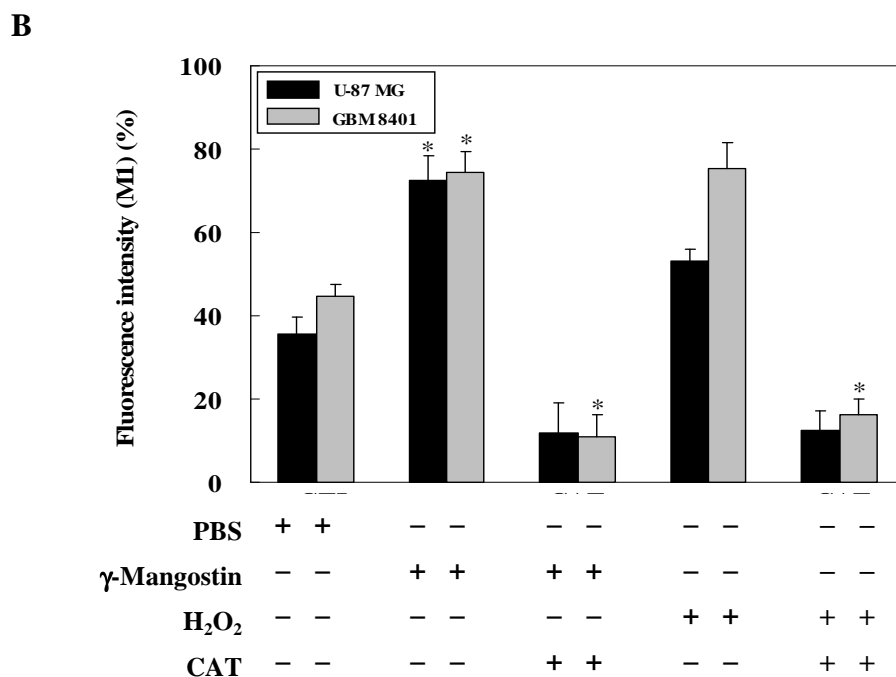 B
100
80
60
40
20
0
Fluorescence intensity (M1) (%)
U-87 MG
GBM 8401
* *
*
*
PBS + + – – – – – – – –
γ-Mangostin – – + + + + – – – –
H₂O₂ – – – – – – + + + +
CAT – – – – + + – – + +